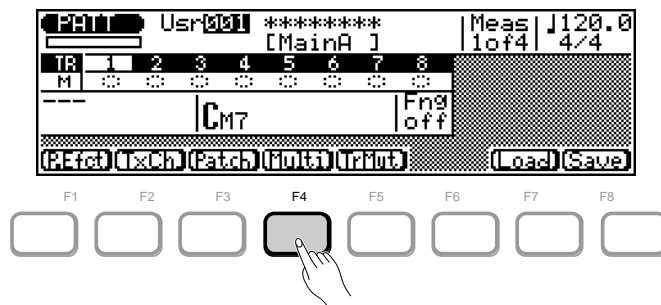 PATT Usr001 ******** Meas ♩120.0
[MainA ] 1of4 4/4
TR 1 2 3 4 5 6 7 8
M
--- CM7 Fng off
(P.Efct)(TxCh)(Patch)(Multi)(TrMut) (Load)(Save)
F1 F2 F3 F4 F5 F6 F7 F8